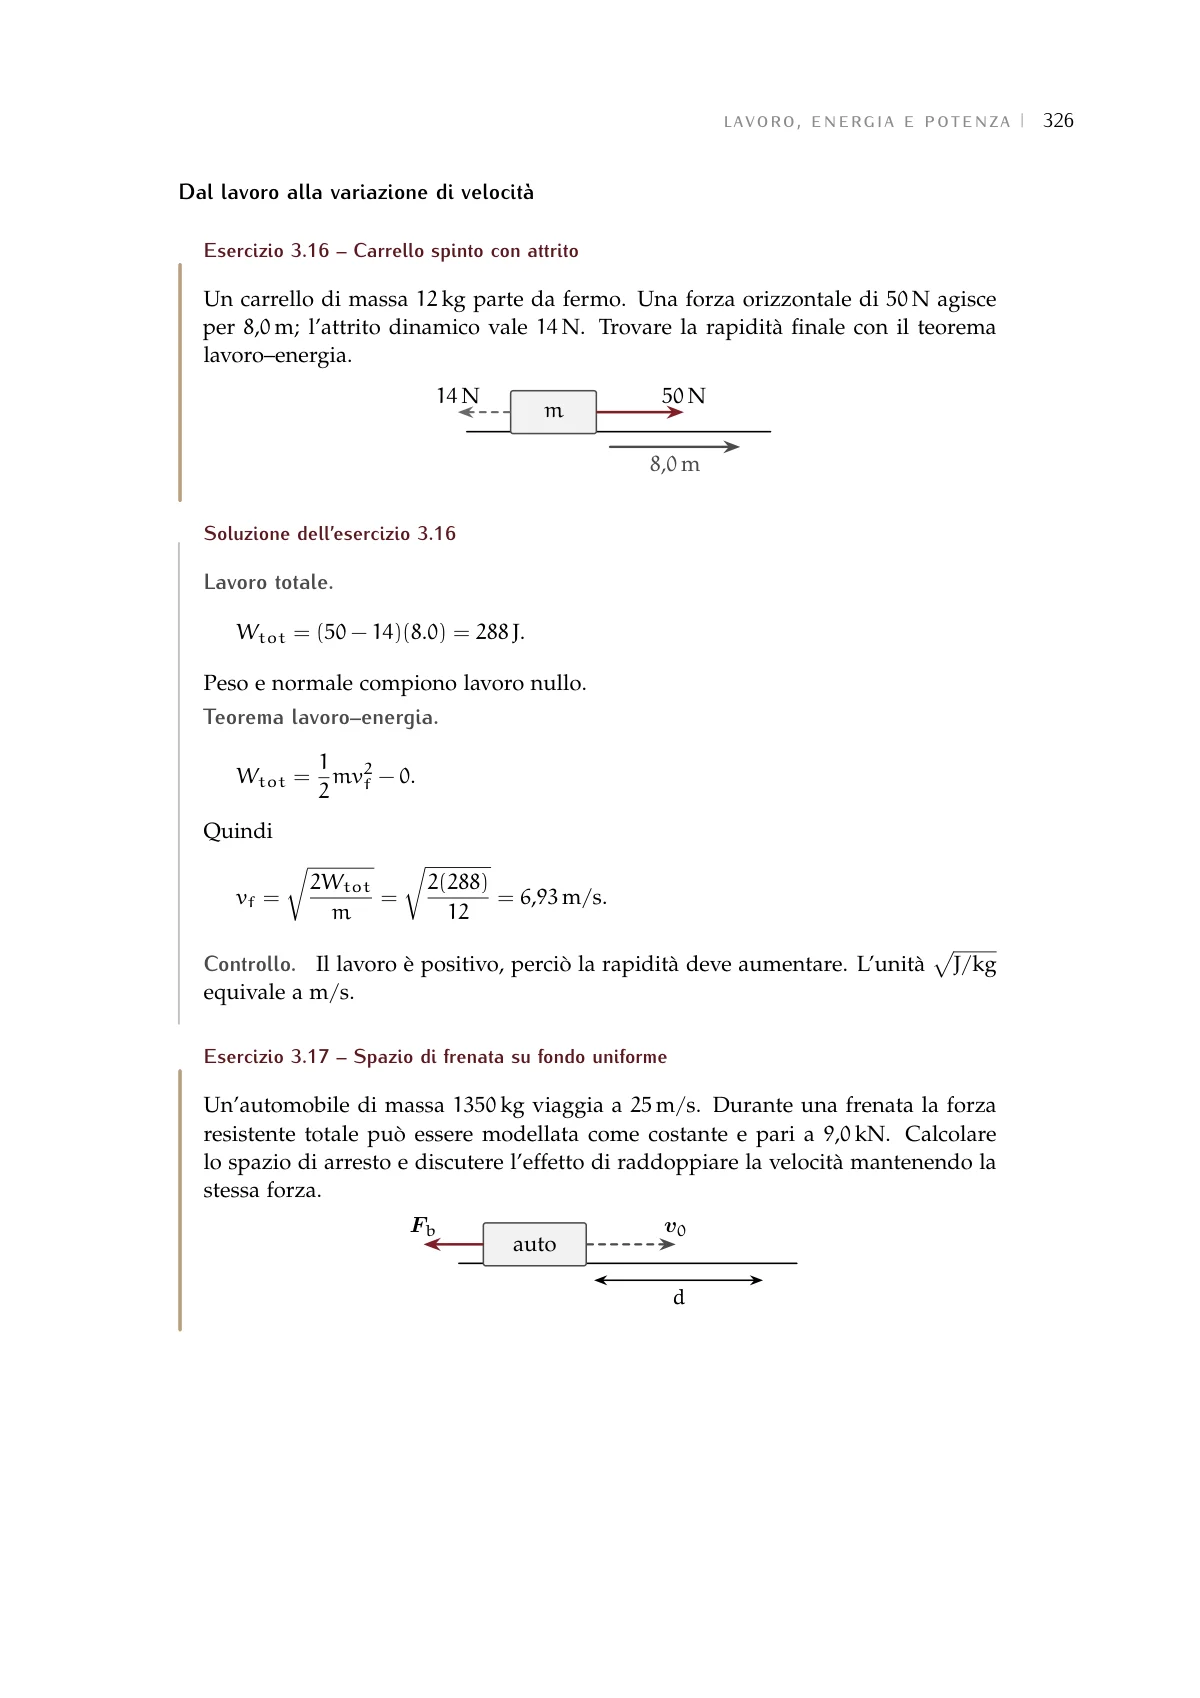 LAVORO, ENERGIA E POTENZA | 326
Dal lavoro alla variazione di velocità
Esercizio 3.16 – Carrello spinto con attrito
Un carrello di massa 12 kg parte da fermo. Una forza orizzontale di 50 N agisce
per 8,0 m; l'attrito dinamico vale 14 N. Trovare la rapidità finale con il teorema
lavoro–energia.
14 N
m
50 N
8,0 m
Soluzione dell'esercizio 3.16
Lavoro totale.
W_tot = (50 − 14)(8.0) = 288 J.
Peso e normale compiono lavoro nullo.
Teorema lavoro–energia.
W_tot = 1/2 mv_f^2 − 0.
Quindi
v_f = √(2W_tot/m) = √(2(288)/12) = 6,93 m/s.
Controllo. Il lavoro è positivo, perciò la rapidità deve aumentare. L'unità √(J/kg)
equivale a m/s.
Esercizio 3.17 – Spazio di frenata su fondo uniforme
Un'automobile di massa 1350 kg viaggia a 25 m/s. Durante una frenata la forza
resistente totale può essere modellata come costante e pari a 9,0 kN. Calcolare
lo spazio di arresto e discutere l'effetto di raddoppiare la velocità mantenendo la
stessa forza.
F_b
auto
v_0
d